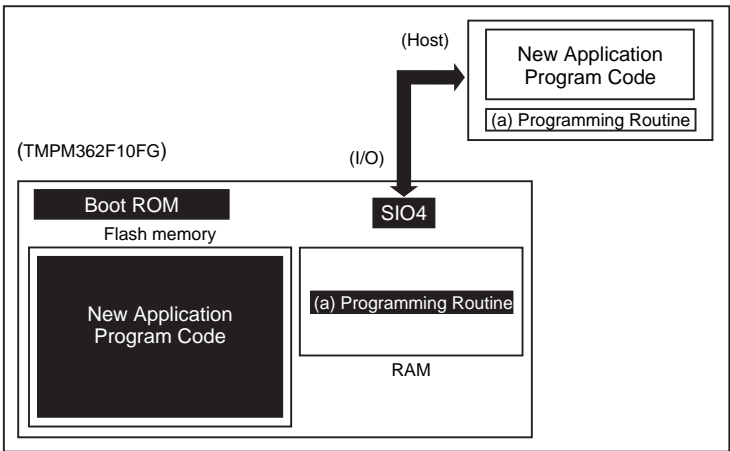 (Host)
New Application
Program Code
(a) Programming Routine
(TMPM362F10FG)
(I/O)
Boot ROM
SIO4
Flash memory
New Application
Program Code
(a) Programming Routine
RAM